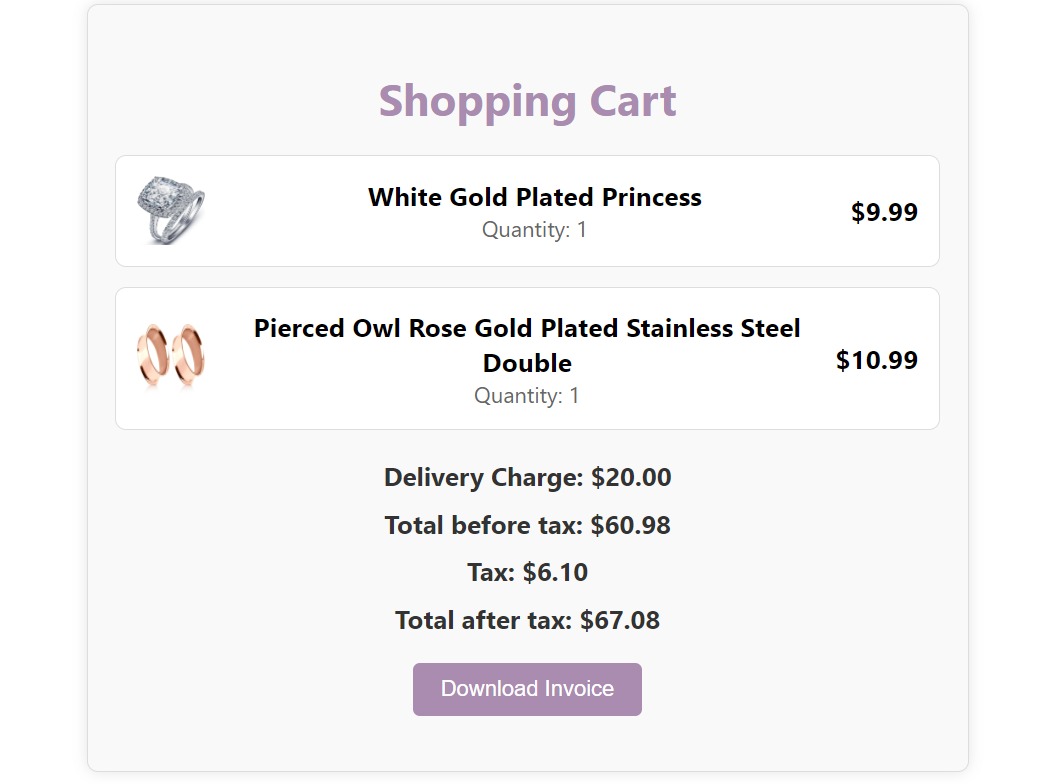 Shopping Cart
White Gold Plated Princess
Quantity: 1
$9.99
Pierced Owl Rose Gold Plated Stainless Steel
Double
Quantity: 1
$10.99
Delivery Charge: $20.00
Total before tax: $60.98
Tax: $6.10
Total after tax: $67.08
Download Invoice